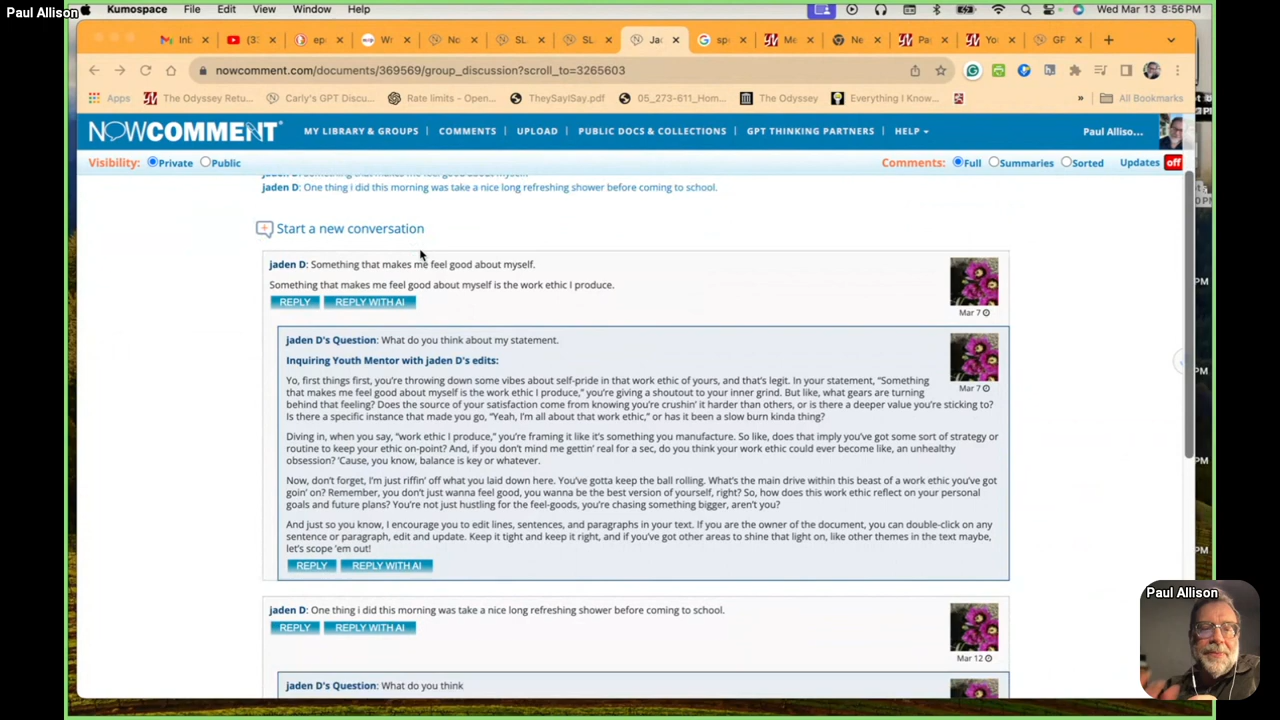 Paul Allison
Kumospace File Edit View Window Help Wed Mar 13 8:56 PM
Inb (3: epi Wr No SL SL Jac sp Me Ne Pa Yo GP
nowcomment.com/documents/369569/group_discussion?scroll_to=3265603
Apps The Odyssey Retu... Carly's GPT Discu... Rate limits - Open... TheySayISay.pdf 05_273-611_Hom... The Odyssey Everything I Know... » All Bookmarks
NOWCOMMENT MY LIBRARY & GROUPS | COMMENTS | UPLOAD | PUBLIC DOCS & COLLECTIONS | GPT THINKING PARTNERS | HELP Paul Alliso...
Visibility: Private Public Comments: Full Summaries Sorted Updates off
jaden D: Something that makes me feel good about myself.
jaden D: One thing i did this morning was take a nice long refreshing shower before coming to school.
Start a new conversation
jaden D: Something that makes me feel good about myself.
Something that makes me feel good about myself is the work ethic I produce.
REPLY REPLY WITH AI
Mar 7
jaden D's Question: What do you think about my statement.
Inquiring Youth Mentor with jaden D's edits:
Yo, first things first, you're throwing down some vibes about self-pride in that work ethic of yours, and that's legit. In your statement, "Something
that makes me feel good about myself is the work ethic I produce," you're giving a shoutout to your inner grind. But like, what gears are turning
Mar 7
behind that feeling? Does the source of your satisfaction come from knowing you're crushin' it harder than others, or is there a deeper value you're sticking to?
Is there a specific instance that made you go, "Yeah, I'm all about that work ethic," or has it been a slow burn kinda thing?
Diving in, when you say, "work ethic I produce," you're framing it like it's something you manufacture. So like, does that imply you've got some sort of strategy or
routine to keep your ethic on-point? And, if you don't mind me gettin' real for a sec, do you think your work ethic could ever become like, an unhealthy
obsession? 'Cause, you know, balance is key or whatever.
Now, don't forget, I'm just riffin' off what you laid down here. You've gotta keep the ball rolling. What's the main drive within this beast of a work ethic you've got
goin' on? Remember, you don't just wanna feel good, you wanna be the best version of yourself, right? So, how does this work ethic reflect on your personal
goals and future plans? You're not just hustling for the feel-goods, you're chasing something bigger, aren't you?
And just so you know, I encourage you to edit lines, sentences, and paragraphs in your text. If you are the owner of the document, you can double-click on any
sentence or paragraph, edit and update. Keep it tight and keep it right, and if you've got other areas to shine that light on, like other themes in the text maybe,
let's scope 'em out!
REPLY REPLY WITH AI
Paul Allison
jaden D: One thing i did this morning was take a nice long refreshing shower before coming to school.
REPLY REPLY WITH AI
Mar 12
jaden D's Question: What do you think